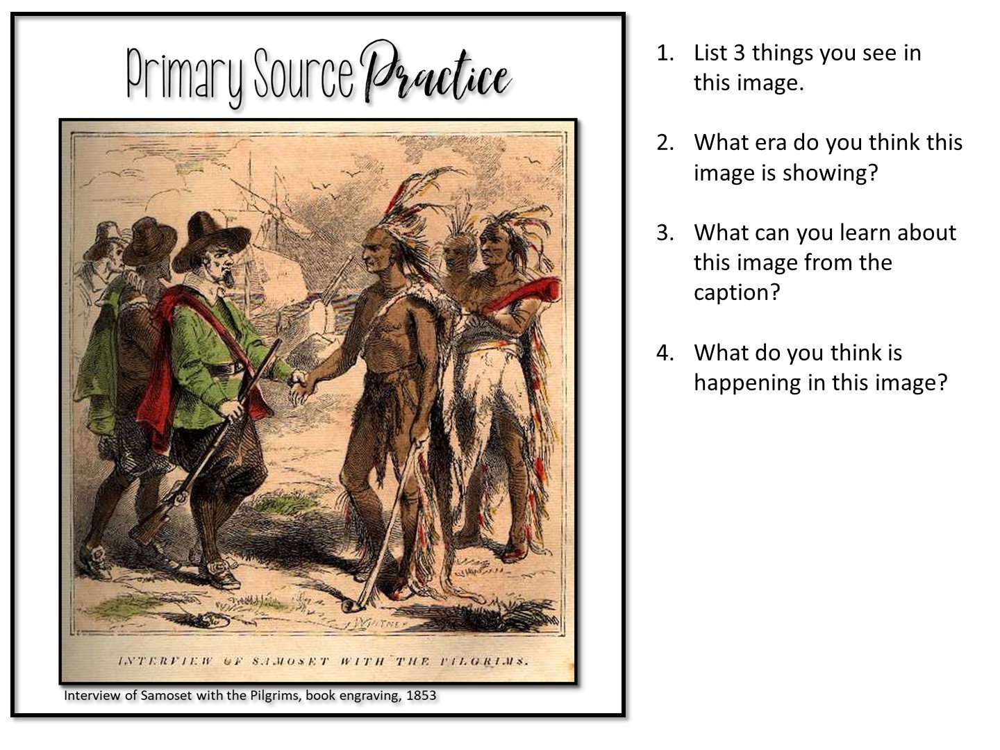 Primary Source Practice
J. WHITNEY
INTERVIEW OF SAMOSET WITH THE PILGRIMS.
Interview of Samoset with the Pilgrims, book engraving, 1853
1. List 3 things you see in
this image.
2. What era do you think this
image is showing?
3. What can you learn about
this image from the
caption?
4. What do you think is
happening in this image?